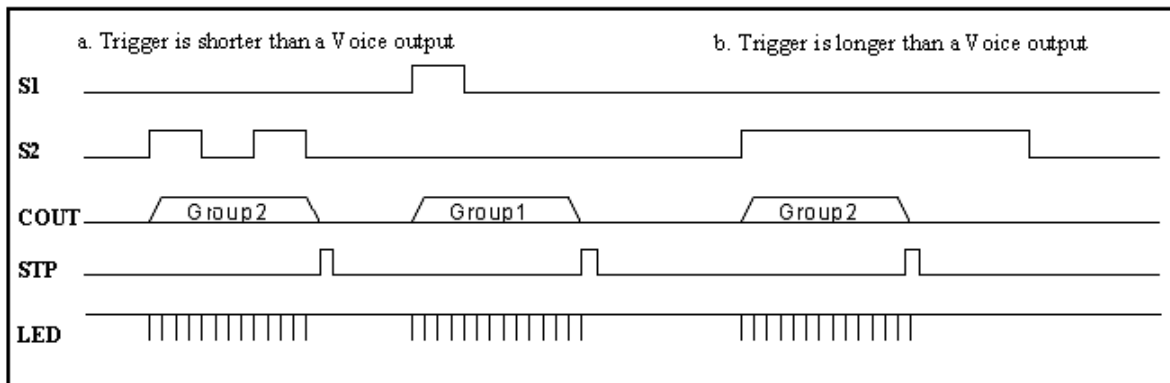 a. Trigger is shorter than a Voice output
b. Trigger is longer than a Voice output
S1
S2
COUT
Group2
Group1
Group2
STP
LED